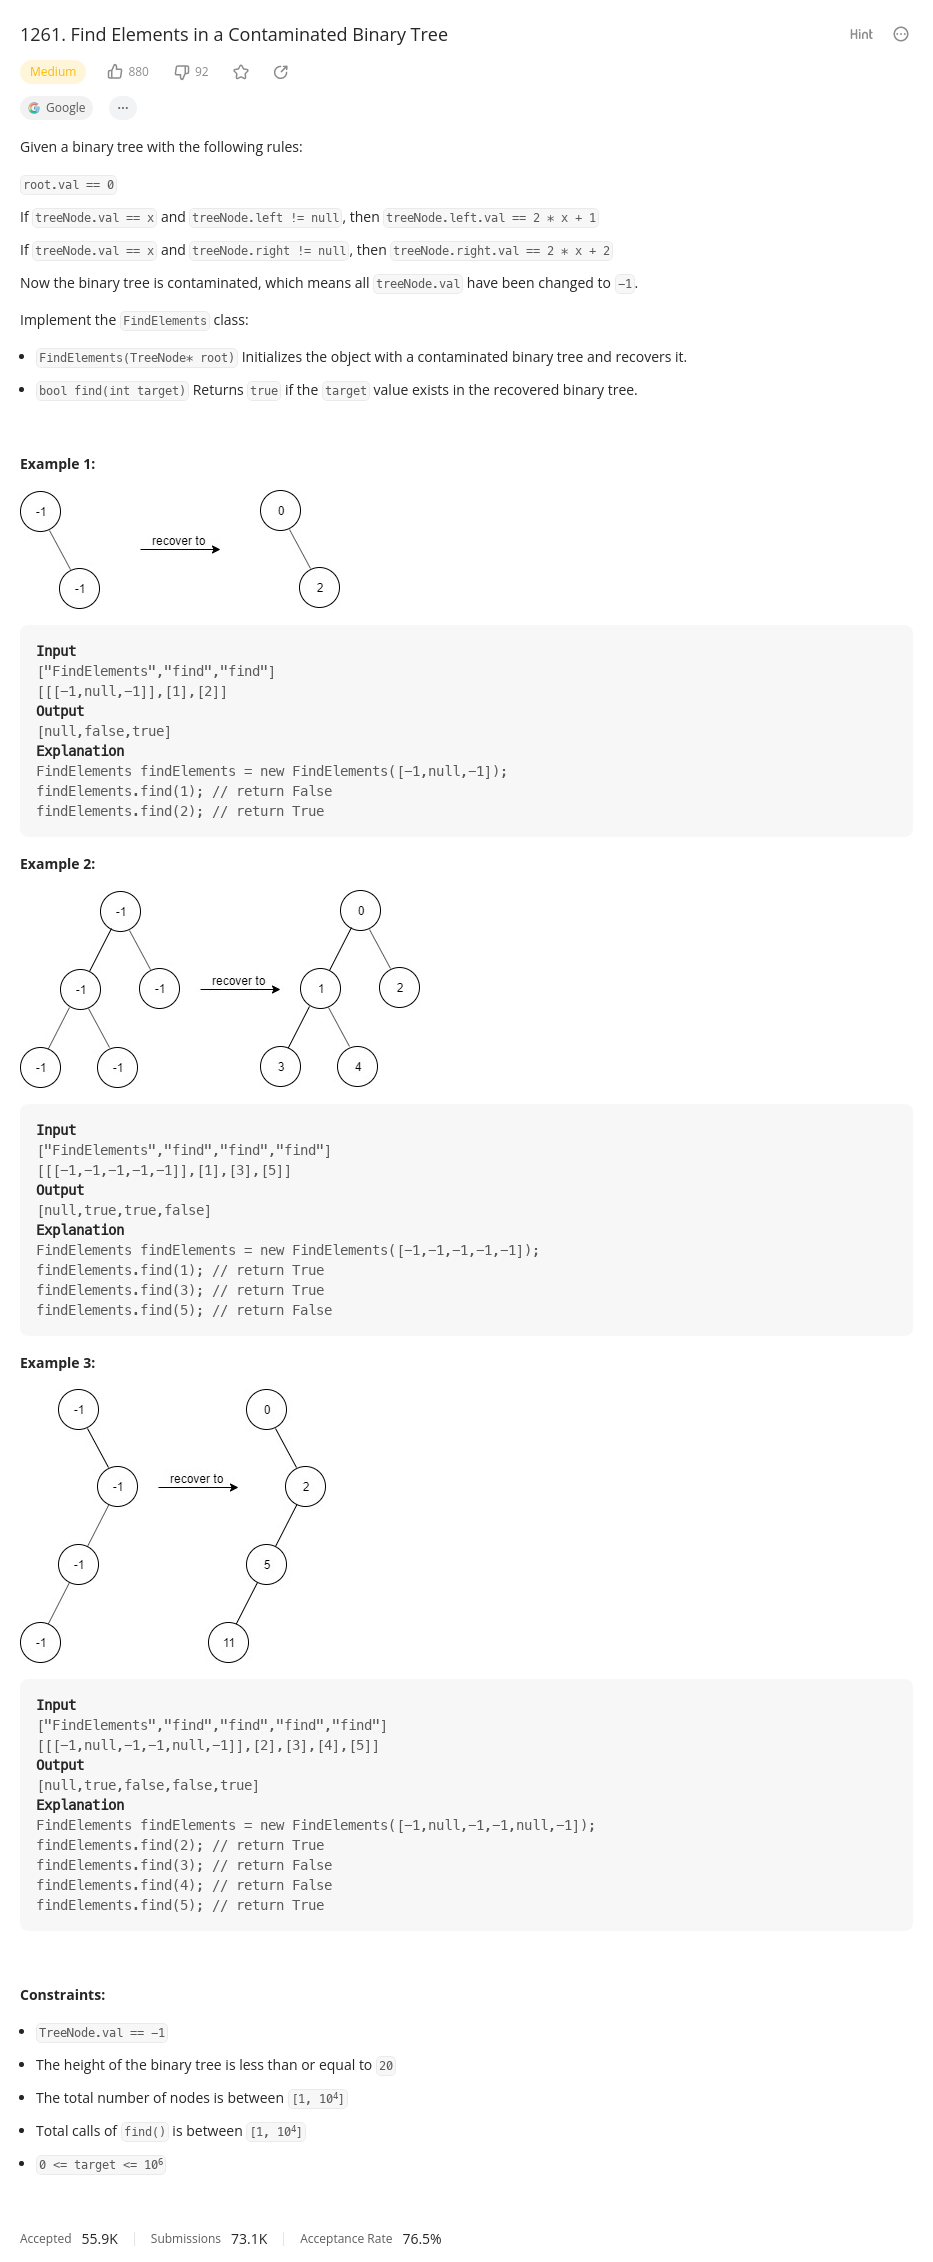 1261. Find Elements in a Contaminated Binary Tree
Hint
Medium 880 92
Google ...
Given a binary tree with the following rules:
root.val == 0
If treeNode.val == x and treeNode.left != null, then treeNode.left.val == 2 * x + 1
If treeNode.val == x and treeNode.right != null, then treeNode.right.val == 2 * x + 2
Now the binary tree is contaminated, which means all treeNode.val have been changed to -1.
Implement the FindElements class:
• FindElements(TreeNode* root) Initializes the object with a contaminated binary tree and recovers it.
• bool find(int target) Returns true if the target value exists in the recovered binary tree.
Example 1:
-1
0
recover to
-1
2
Input
["FindElements","find","find"]
[[[-1,null,-1]],[1],[2]]
Output
[null,false,true]
Explanation
FindElements findElements = new FindElements([-1,null,-1]);
findElements.find(1); // return False
findElements.find(2); // return True
Example 2:
-1
0
recover to
-1 -1
1 2
-1 -1
3 4
Input
["FindElements","find","find","find"]
[[[-1,-1,-1,-1,-1]],[1],[3],[5]]
Output
[null,true,true,false]
Explanation
FindElements findElements = new FindElements([-1,-1,-1,-1,-1]);
findElements.find(1); // return True
findElements.find(3); // return True
findElements.find(5); // return False
Example 3:
-1
0
recover to
-1
2
-1
5
-1
11
Input
["FindElements","find","find","find","find"]
[[[-1,null,-1,-1,null,-1]],[2],[3],[4],[5]]
Output
[null,true,false,false,true]
Explanation
FindElements findElements = new FindElements([-1,null,-1,-1,null,-1]);
findElements.find(2); // return True
findElements.find(3); // return False
findElements.find(4); // return False
findElements.find(5); // return True
Constraints:
• TreeNode.val == -1
• The height of the binary tree is less than or equal to 20
• The total number of nodes is between [1, 10⁴]
• Total calls of find() is between [1, 10⁴]
• 0 <= target <= 10⁶
Accepted 55.9K Submissions 73.1K Acceptance Rate 76.5%